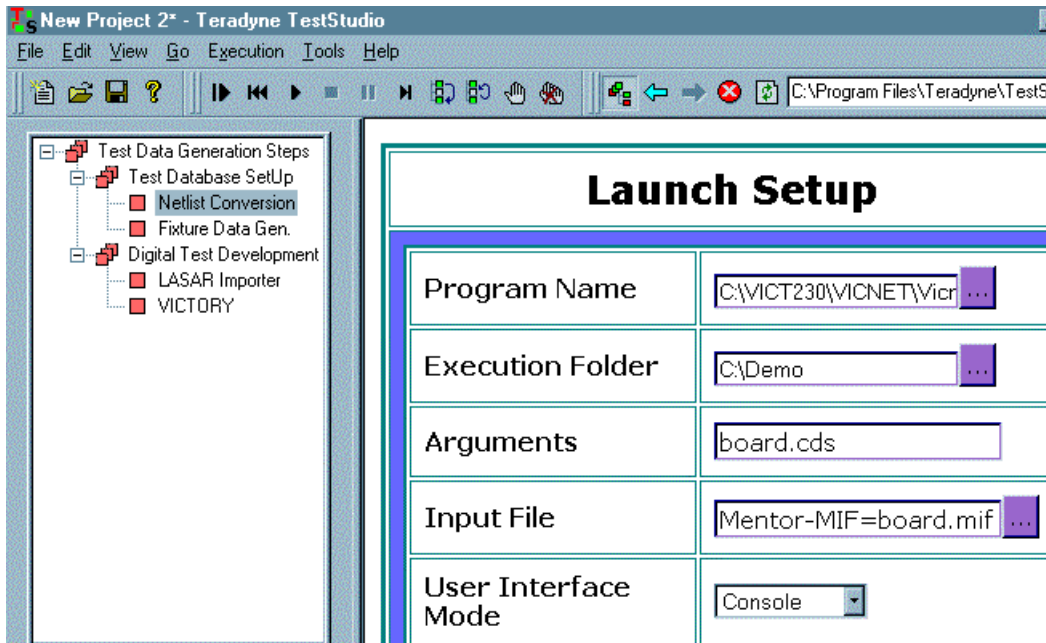 New Project 2* - Teradyne TestStudio
File Edit View Go Execution Tools Help
C:\Program Files\Teradyne\TestS
Test Data Generation Steps
Test Database SetUp
Netlist Conversion
Fixture Data Gen.
Digital Test Development
LASAR Importer
VICTORY
Launch Setup
Program Name
C:\VICT230\VICNET\Vicr
...
Execution Folder
C:\Demo
...
Arguments
board.cds
Input File
Mentor-MIF=board.mif
...
User Interface
Mode
Console